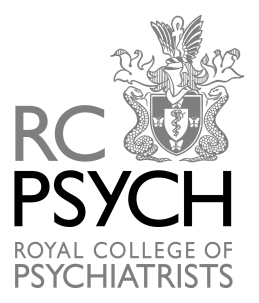 RC
PSYCH
ROYAL COLLEGE OF
PSYCHIATRISTS